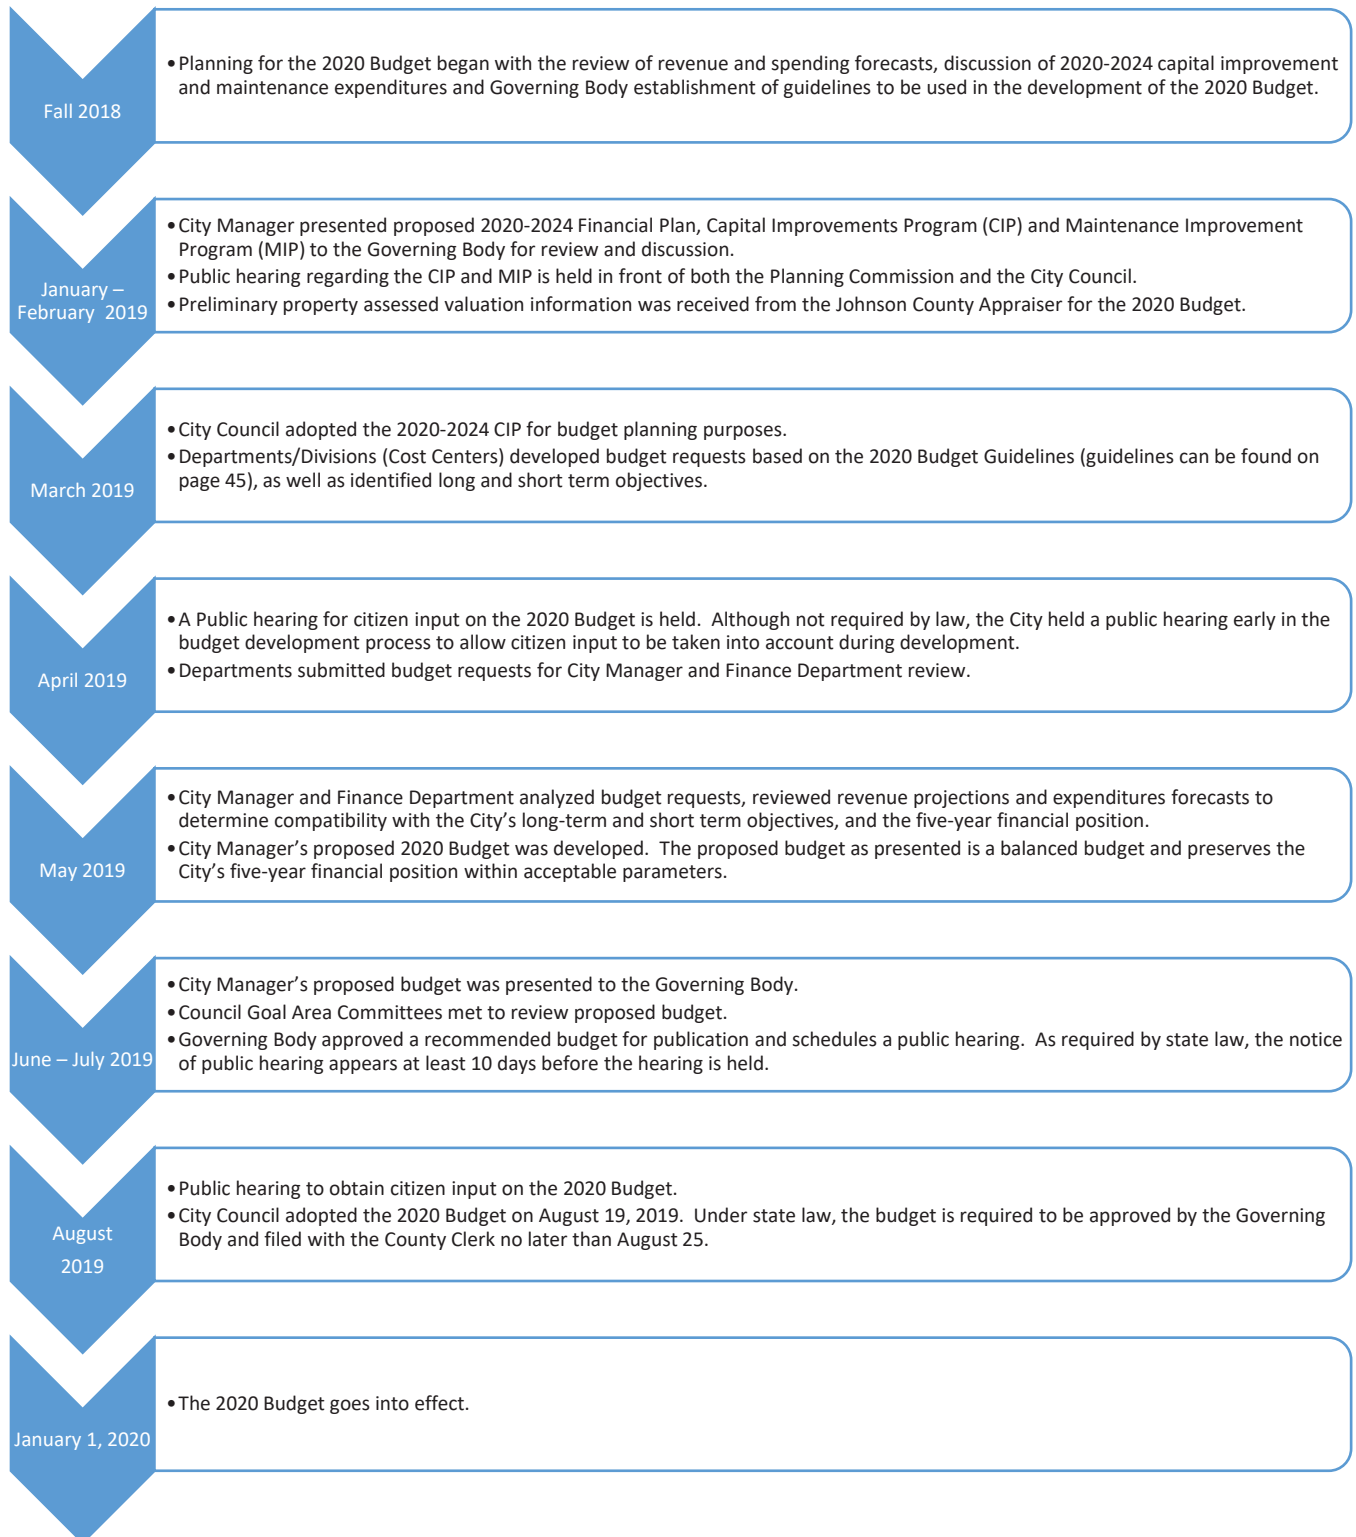 Fall 2018
•Planning for the 2020 Budget began with the review of revenue and spending forecasts, discussion of 2020-2024 capital improvement
and maintenance expenditures and Governing Body establishment of guidelines to be used in the development of the 2020 Budget.
January –
February  2019
•City Manager presented proposed 2020-2024 Financial Plan, Capital Improvements Program (CIP) and Maintenance Improvement
Program (MIP) to the Governing Body for review and discussion.
•Public hearing regarding the CIP and MIP is held in front of both the Planning Commission and the City Council.
•Preliminary property assessed valuation information was received from the Johnson County Appraiser for the 2020 Budget.
March 2019
•City Council adopted the 2020-2024 CIP for budget planning purposes.
•Departments/Divisions (Cost Centers) developed budget requests based on the 2020 Budget Guidelines (guidelines can be found on
page 45), as well as identified long and short term objectives.
April 2019
•A Public hearing for citizen input on the 2020 Budget is held.  Although not required by law, the City held a public hearing early in the
budget development process to allow citizen input to be taken into account during development.
•Departments submitted budget requests for City Manager and Finance Department review.
May 2019
•City Manager and Finance Department analyzed budget requests, reviewed revenue projections and expenditures forecasts to
determine compatibility with the City's long-term and short term objectives, and the five-year financial position.
•City Manager's proposed 2020 Budget was developed.  The proposed budget as presented is a balanced budget and preserves the
City's five-year financial position within acceptable parameters.
June – July 2019
•City Manager's proposed budget was presented to the Governing Body.
•Council Goal Area Committees met to review proposed budget.
•Governing Body approved a recommended budget for publication and schedules a public hearing.  As required by state law, the notice
of public hearing appears at least 10 days before the hearing is held.
August
2019
•Public hearing to obtain citizen input on the 2020 Budget.
•City Council adopted the 2020 Budget on August 19, 2019.  Under state law, the budget is required to be approved by the Governing
Body and filed with the County Clerk no later than August 25.
January 1, 2020
•The 2020 Budget goes into effect.